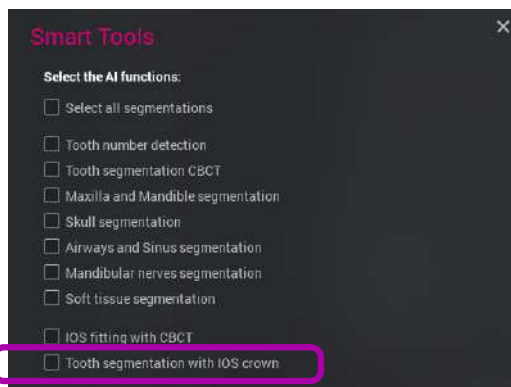 Smart Tools
Select the AI functions:
Select all segmentations
Tooth number detection
Tooth segmentation CBCT
Maxilla and Mandible segmentation
Skull segmentation
Airways and Sinus segmentation
Mandibular nerves segmentation
Soft tissue segmentation
IOS fitting with CBCT
Tooth segmentation with IOS crown